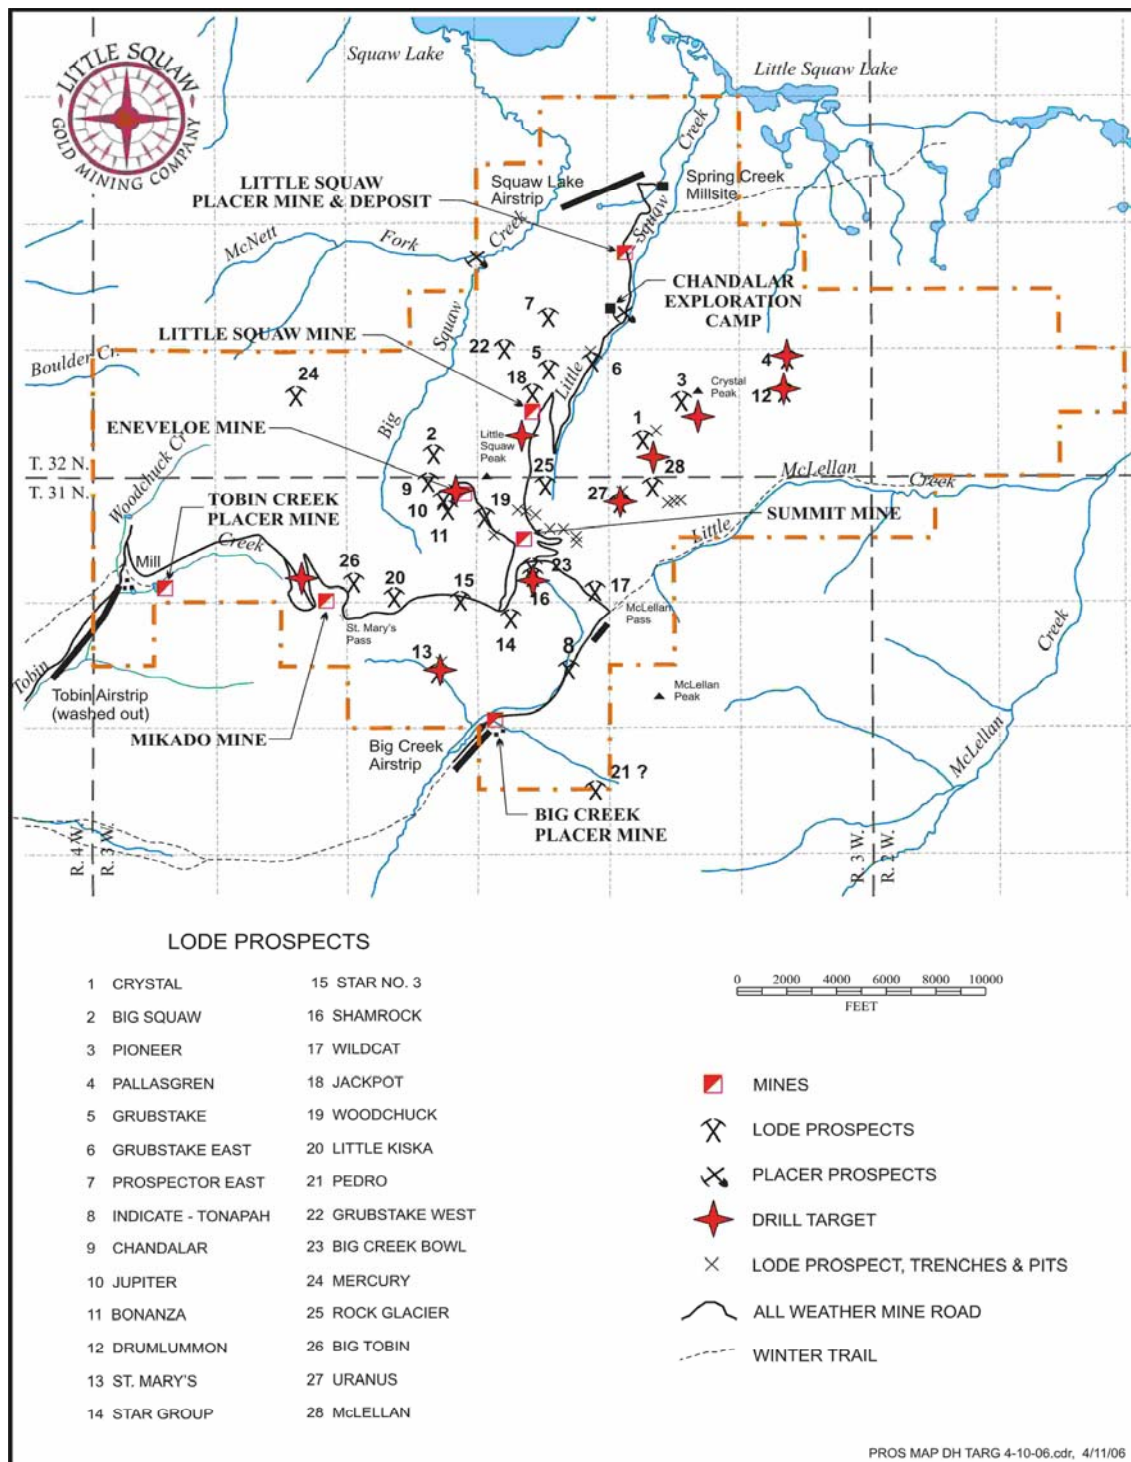 LITTLE SQUAW
GOLD MINING COMPANY
Squaw Lake
Little Squaw Lake
LITTLE SQUAW
PLACER MINE & DEPOSIT
Squaw Lake
Airstrip
Spring Creek
Millsite
Creek
Squaw
Little
McNett
Fork
Creek
Squaw
Big
CHANDALAR
EXPLORATION
CAMP
7
LITTLE SQUAW MINE
22
5
6
4
Boulder Cr.
24
18
3
Crystal
Peak
12
ENEVELOE MINE
2
Little
Squaw
Peak
1
T. 32 N.
T. 31 N.
Woodchuck Cr
25
28
McLellan
Creek
Little
TOBIN CREEK
PLACER MINE
9
10
11
19
27
SUMMIT MINE
Mill
Creek
26
20
15
23
16
17
14
St. Mary's
Pass
McLellan
Pass
Tobin
13
8
Tobin Airstrip
(washed out)
McLellan
Peak
Creek
McLellan
MIKADO MINE
Big Creek
Airstrip
21 ?
BIG CREEK
PLACER MINE
R. 4 W.
R. 3 W.
R. 3 W.
R. 2 W.
LODE PROSPECTS
1 CRYSTAL
2 BIG SQUAW
3 PIONEER
4 PALLASGREN
5 GRUBSTAKE
6 GRUBSTAKE EAST
7 PROSPECTOR EAST
8 INDICATE - TONAPAH
9 CHANDALAR
10 JUPITER
11 BONANZA
12 DRUMLUMMON
13 ST. MARY'S
14 STAR GROUP
15 STAR NO. 3
16 SHAMROCK
17 WILDCAT
18 JACKPOT
19 WOODCHUCK
20 LITTLE KISKA
21 PEDRO
22 GRUBSTAKE WEST
23 BIG CREEK BOWL
24 MERCURY
25 ROCK GLACIER
26 BIG TOBIN
27 URANUS
28 McLELLAN
0 2000 4000 6000 8000 10000
FEET
MINES
LODE PROSPECTS
PLACER PROSPECTS
DRILL TARGET
LODE PROSPECT, TRENCHES & PITS
ALL WEATHER MINE ROAD
WINTER TRAIL
PROS MAP DH TARG 4-10-06.cdr, 4/11/06